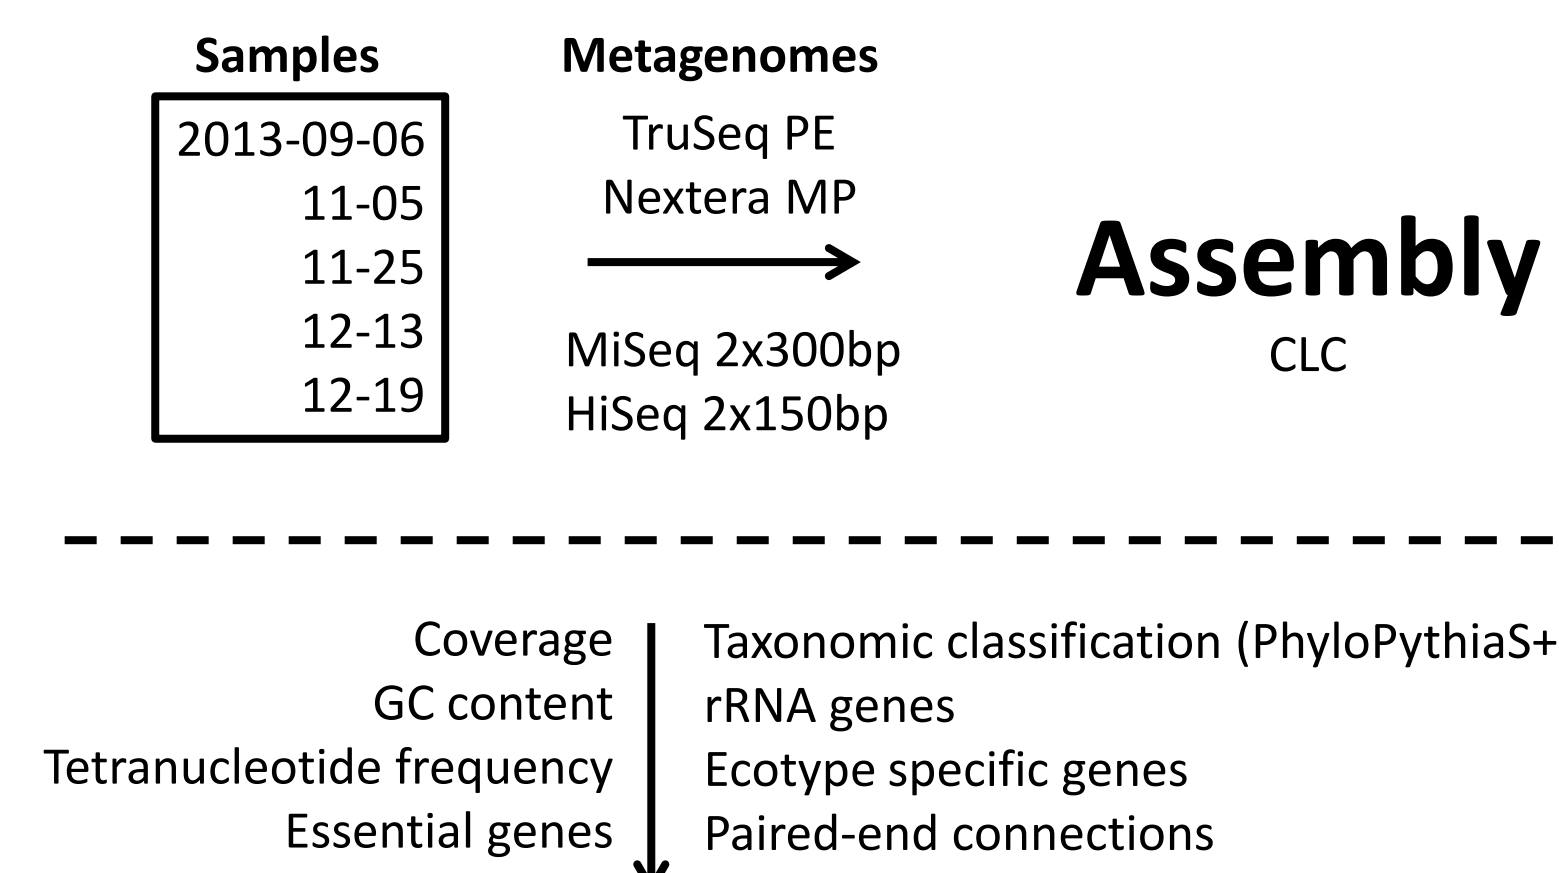 Samples
2013-09-06
11-05
11-25
12-13
12-19
Metagenomes
TruSeq PE
Nextera MP
MiSeq 2x300bp
HiSeq 2x150bp
Assembly
CLC
Coverage
GC content
Tetranucleotide frequency
Essential genes
Taxonomic classification (PhyloPythiaS+
rRNA genes
Ecotype specific genes
Paired-end connections